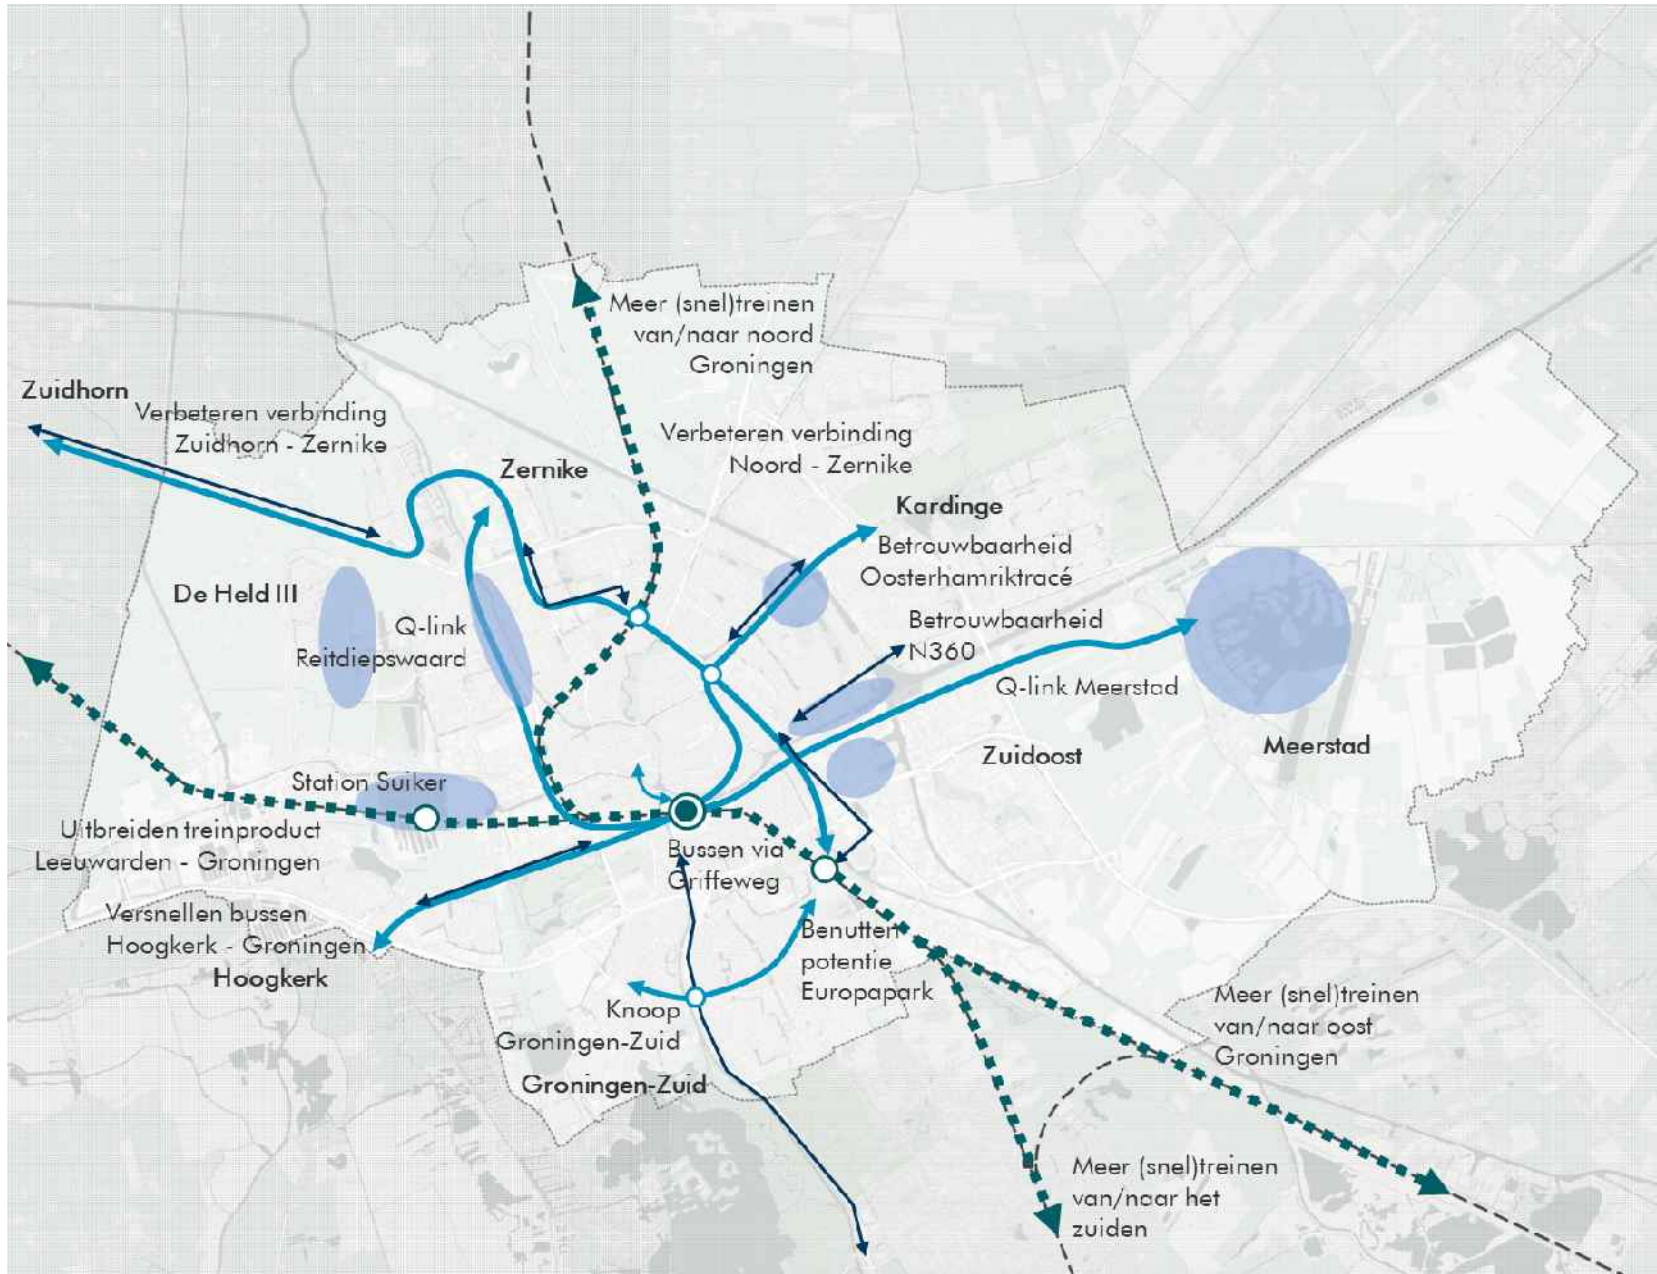 Meer (snel)treinen
van/naar noord
Groningen
Zuidhorn
Verbeteren verbinding
Zuidhorn - Zernike
Verbeteren verbinding
Noord - Zernike
Zernike
Kardinge
Betrouwbaarheid
Oosterhamriktracé
De Held III
Q-link
Reitdiepswaard
Betrouwbaarheid
N360
Q-link Meerstad
Zuidoost
Meerstad
Station Suiker
Uitbreiden treinproduct
Leeuwarden - Groningen
Bussen via
Griffeweg
Versnellen bussen
Hoogkerk - Groningen
Hoogkerk
Benutten
potentie
Europapark
Knoop
Groningen-Zuid
Groningen-Zuid
Meer (snel)treinen
van/naar oost
Groningen
Meer (snel)treinen
van/naar het
zuiden